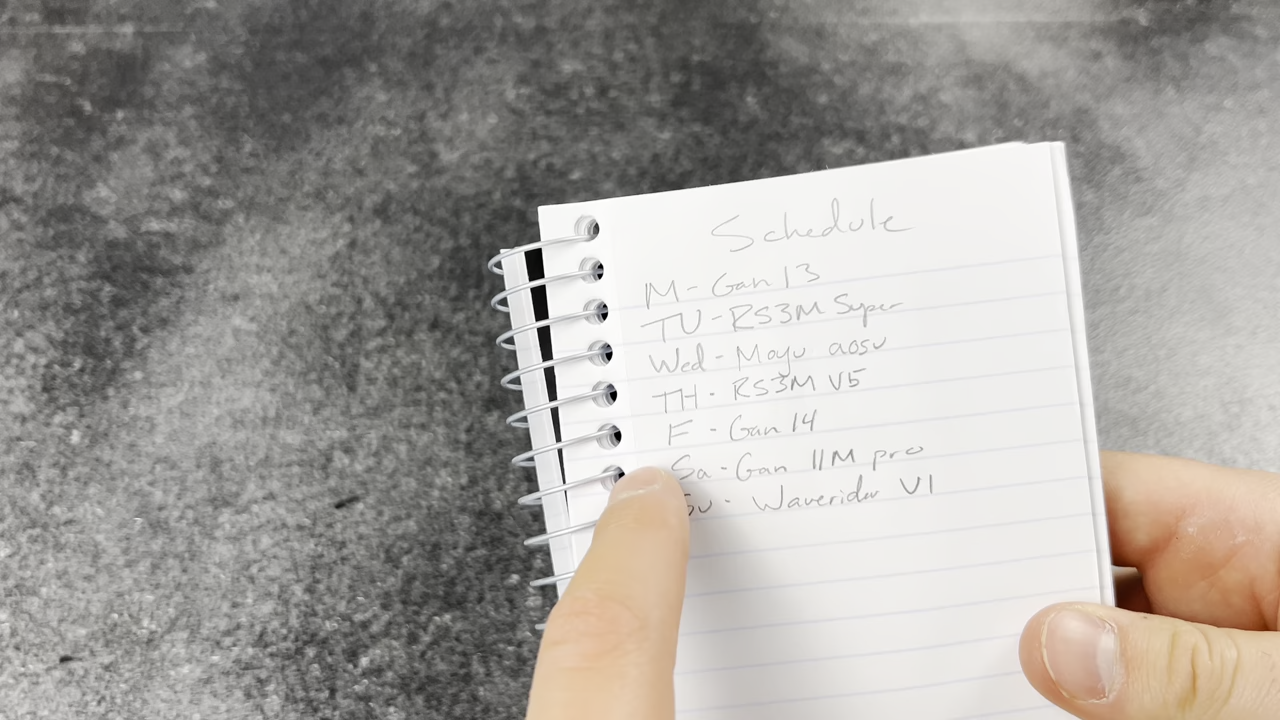 Schedule
M - Gan 13
TU - RS3M Super
Wed - Moyu aosu
TH - RS3M V5
F - Gan 14
Sa - Gan 11M pro
Su - Waverider V1